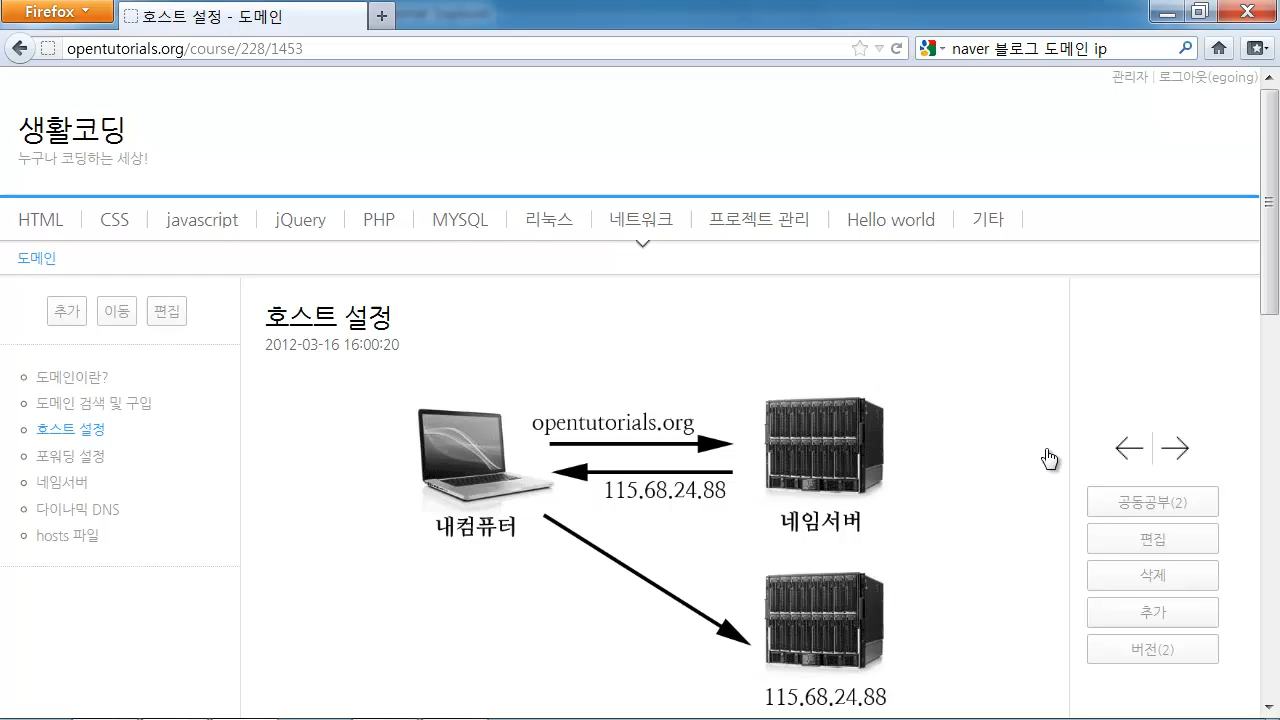 Firefox
호스트 설정 - 도메인
opentutorials.org/course/228/1453
naver 블로그 도메인 ip
관리자 | 로그아웃(egoing)
생활코딩
누구나 코딩하는 세상!
HTML
CSS
javascript
jQuery
PHP
MYSQL
리눅스
네트워크
프로젝트 관리
Hello world
기타
도메인
추가
이동
편집
도메인이란?
도메인 검색 및 구입
호스트 설정
포워딩 설정
네임서버
다이나믹 DNS
hosts 파일
호스트 설정
2012-03-16 16:00:20
opentutorials.org
115.68.24.88
내컴퓨터
네임서버
115.68.24.88
공동공부(2)
편집
삭제
추가
버전(2)